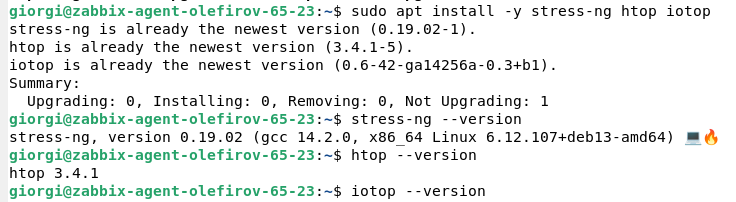 giorgi@zabbix-agent-olefirov-65-23:~$ sudo apt install -y stress-ng htop iotop
stress-ng is already the newest version (0.19.02-1).
htop is already the newest version (3.4.1-5).
iotop is already the newest version (0.6-42-ga14256a-0.3+b1).
Summary:
  Upgrading: 0, Installing: 0, Removing: 0, Not Upgrading: 1
giorgi@zabbix-agent-olefirov-65-23:~$ stress-ng --version
stress-ng, version 0.19.02 (gcc 14.2.0, x86_64 Linux 6.12.107+deb13-amd64) 💻🔥
giorgi@zabbix-agent-olefirov-65-23:~$ htop --version
htop 3.4.1
giorgi@zabbix-agent-olefirov-65-23:~$ iotop --version